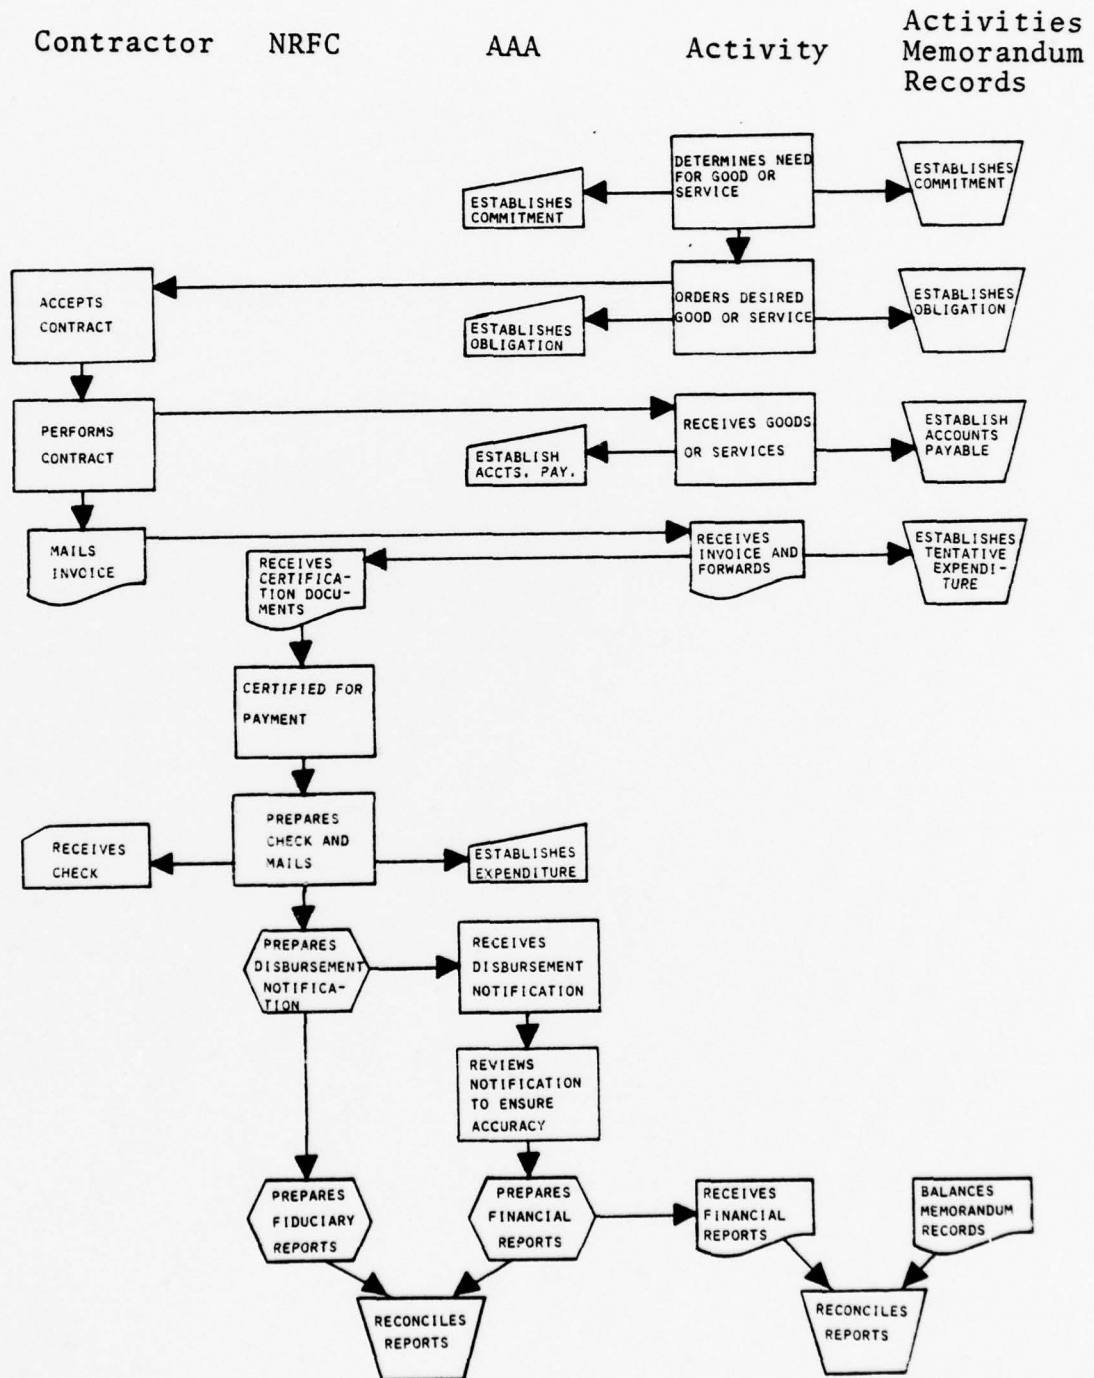 Contractor NRFC AAA Activity Activities
Memorandum
Records
ESTABLISHES
COMMITMENT
DETERMINES NEED
FOR GOOD OR
SERVICE
ESTABLISHES
COMMITMENT
ACCEPTS
CONTRACT
ESTABLISHES
OBLIGATION
ORDERS DESIRED
GOOD OR SERVICE
ESTABLISHES
OBLIGATION
PERFORMS
CONTRACT
ESTABLISH
ACCTS. PAY.
RECEIVES GOODS
OR SERVICES
ESTABLISH
ACCOUNTS
PAYABLE
MAILS
INVOICE
RECEIVES
CERTIFICA-
TION DOCU-
MENTS
RECEIVES
INVOICE AND
FORWARDS
ESTABLISHES
TENTATIVE
EXPENDI-
TURE
CERTIFIED FOR
PAYMENT
RECEIVES
CHECK
PREPARES
CHECK AND
MAILS
ESTABLISHES
EXPENDITURE
PREPARES
DISBURSEMENT
NOTIFICA-
TION
RECEIVES
DISBURSEMENT
NOTIFICATION
REVIEWS
NOTIFICATION
TO ENSURE
ACCURACY
PREPARES
FIDUCIARY
REPORTS
PREPARES
FINANCIAL
REPORTS
RECEIVES
FINANCIAL
REPORTS
BALANCES
MEMORANDUM
RECORDS
RECONCILES
REPORTS
RECONCILES
REPORTS